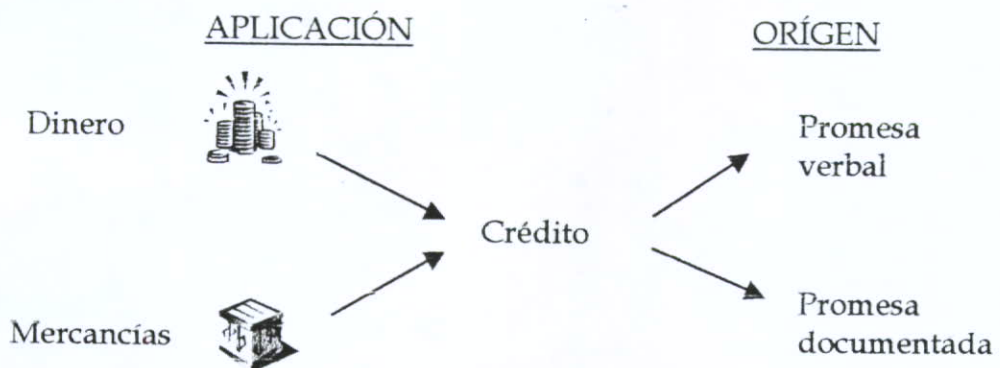 APLICACIÓN
ORÍGEN
Dinero
Promesa
verbal
Crédito
Mercancías
Promesa
documentada